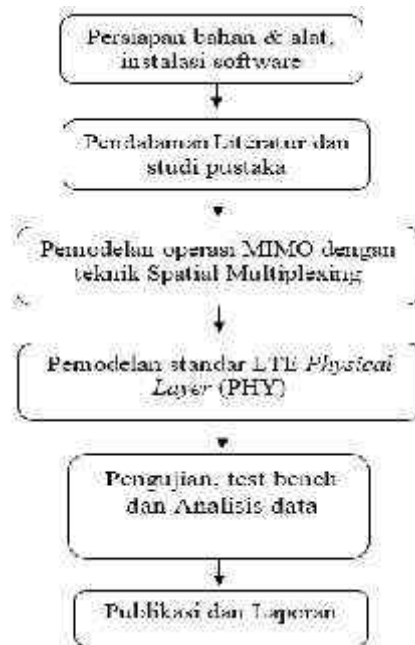 Persiapan bahan & alat,
instalasi software
Pendalaman Literatur dan
studi pustaka
Pemodelan operasi MIMO dengan
teknik Spatial Multiplexing
Pemodelan standar LTE Physical
Layer (PHY)
Pengujian, test bench
dan Analisis data
Publikasi dan Laporan